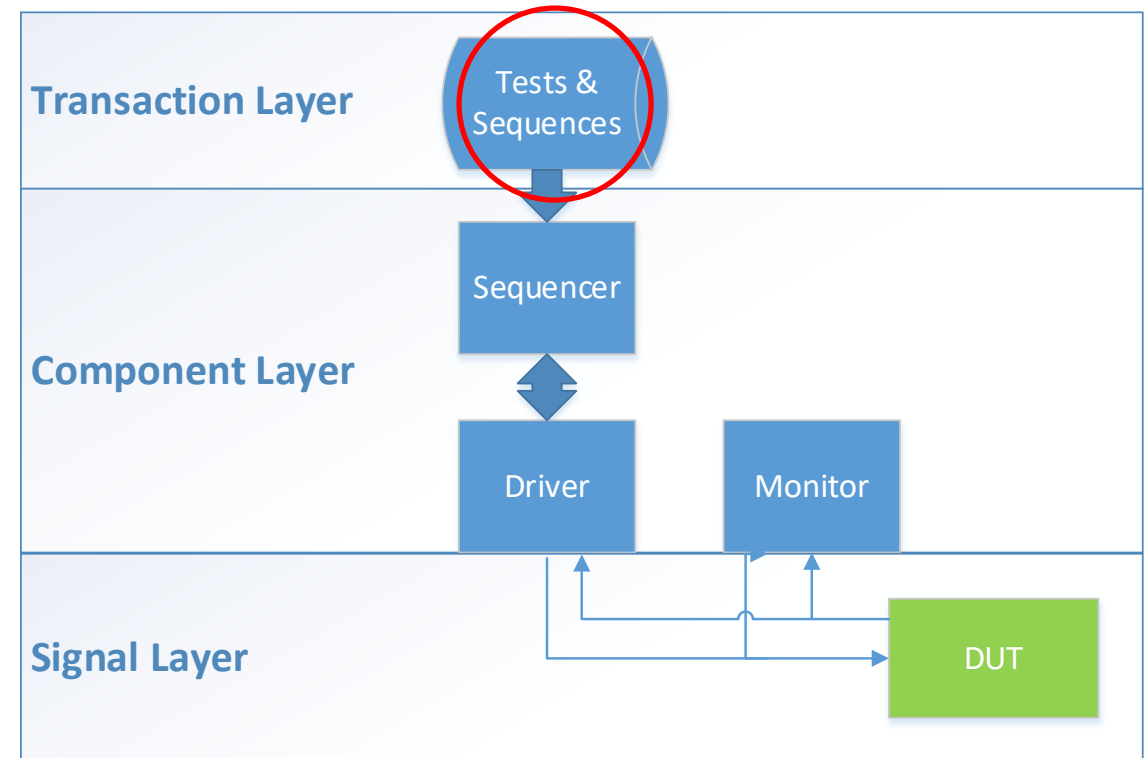 Transaction Layer
Tests &
Sequences
Sequencer
Component Layer
Driver
Monitor
Signal Layer
DUT